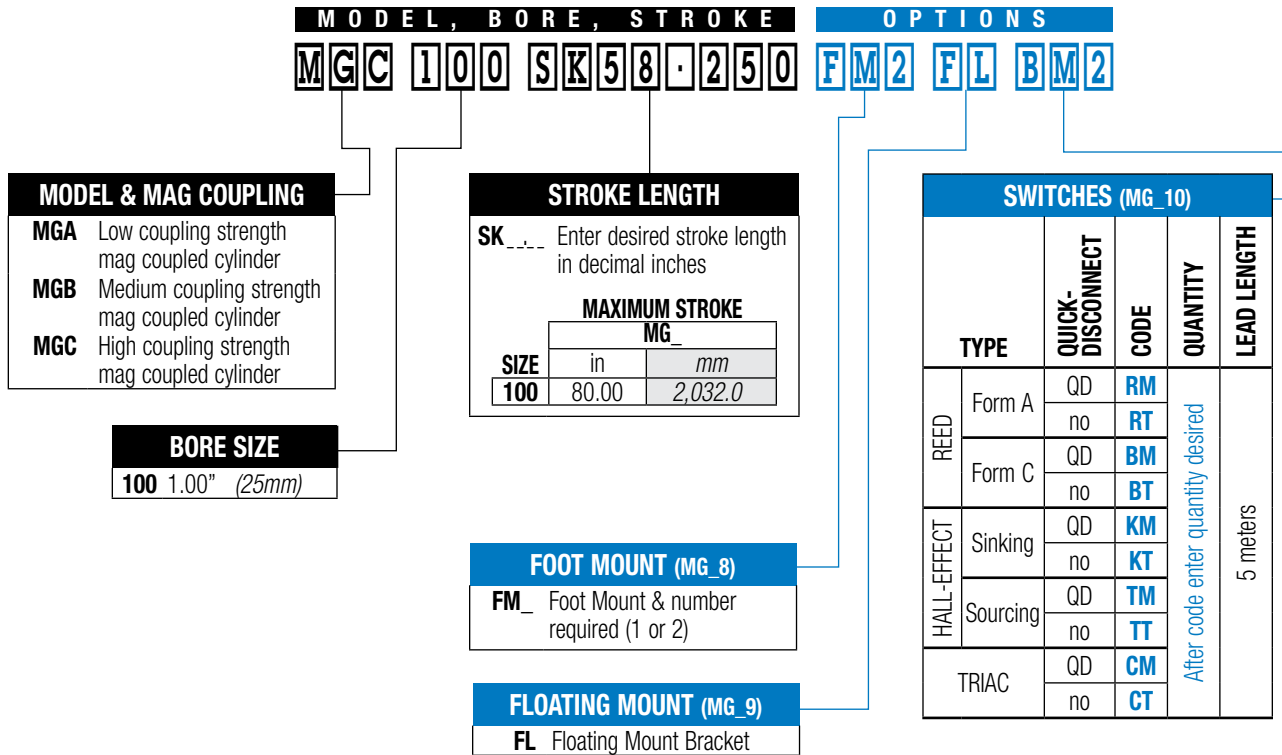 MODEL, BORE, STROKE OPTIONS
MGC 100 SK58.250 FM2 FL BM2
MODEL & MAG COUPLING
MGA Low coupling strength
mag coupled cylinder
MGB Medium coupling strength
mag coupled cylinder
MGC High coupling strength
mag coupled cylinder
BORE SIZE
100 1.00” (25mm)
STROKE LENGTH
SK_ _._ _ Enter desired stroke length
in decimal inches
MAXIMUM STROKE
MG_
SIZE in mm
100 80.00 2,032.0
FOOT MOUNT (MG_8)
FM_ Foot Mount & number
required (1 or 2)
FLOATING MOUNT (MG_9)
FL Floating Mount Bracket
SWITCHES (MG_10)
TYPE
QUICK-
DISCONNECT
CODE
QUANTITY
LEAD LENGTH
REED
Form A
QD RM
no RT
Form C
QD BM
no BT
HALL-EFFECT
Sinking
QD KM
no KT
Sourcing
QD TM
no TT
TRIAC
QD CM
no CT
After code enter quantity desired
5 meters